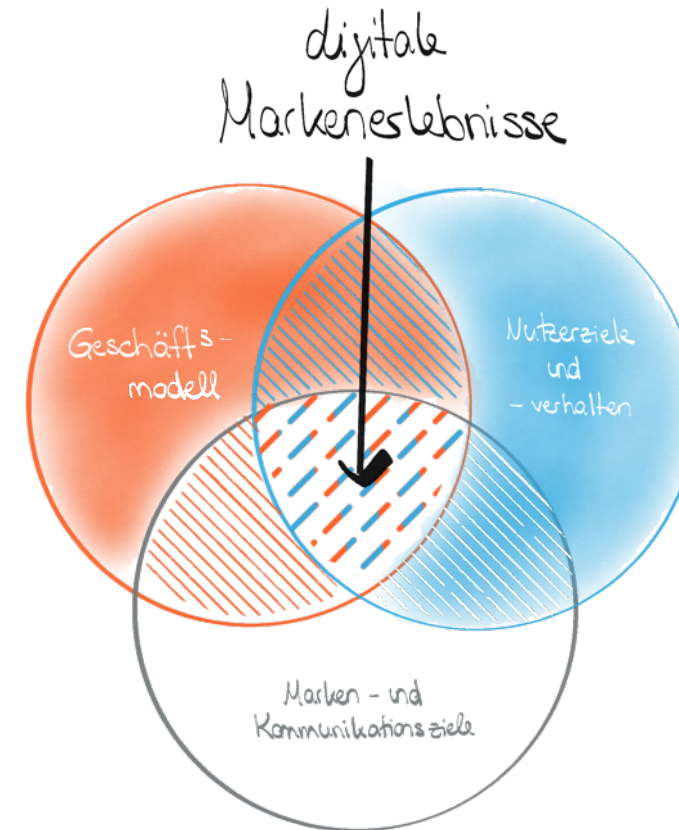 digitale
Markenerlebnisse
Geschäfts-
modell
Nutzerziele
und
-verhalten
Marken- und
Kommunikationsziele